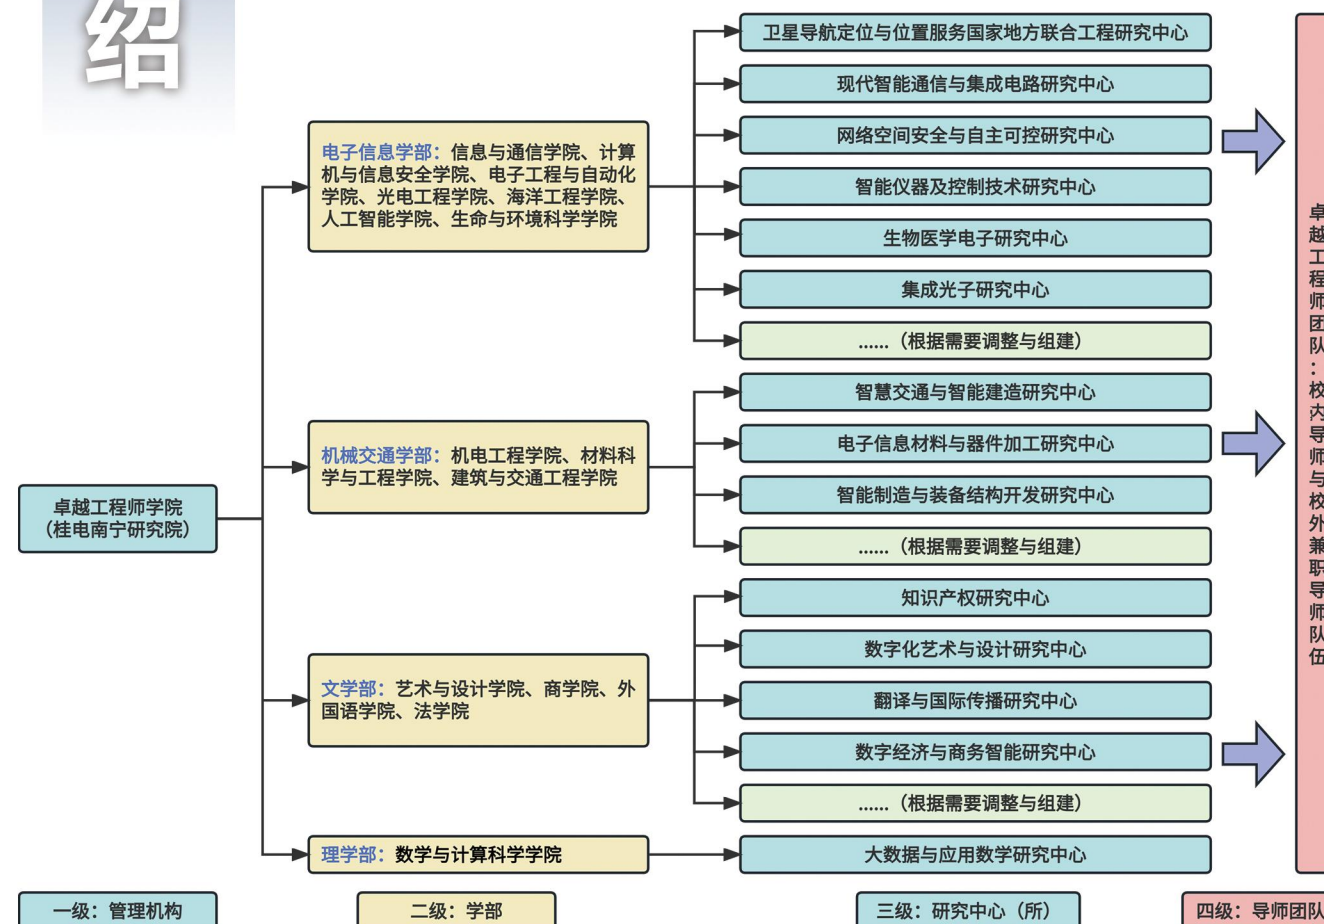 绍
卫星导航定位与位置服务国家地方联合工程研究中心
现代智能通信与集成电路研究中心
网络空间安全与自主可控研究中心
智能仪器及控制技术研究中心
生物医学电子研究中心
集成光子研究中心
……（根据需要调整与组建）
电子信息学部：信息与通信学院、计算
机与信息安全学院、电子工程与自动化
学院、光电工程学院、海洋工程学院、
人工智能学院、生命与环境科学学院
智慧交通与智能建造研究中心
电子信息材料与器件加工研究中心
智能制造与装备结构开发研究中心
……（根据需要调整与组建）
机械交通学部：机电工程学院、材料科
学与工程学院、建筑与交通工程学院
卓越工程师学院
（桂电南宁研究院）
知识产权研究中心
数字化艺术与设计研究中心
翻译与国际传播研究中心
数字经济与商务智能研究中心
……（根据需要调整与组建）
文学部：艺术与设计学院、商学院、外
国语学院、法学院
理学部：数学与计算科学学院
大数据与应用数学研究中心
卓越工程师团队：校内导师与校外兼职导师队伍
一级：管理机构
二级：学部
三级：研究中心（所）
四级：导师团队